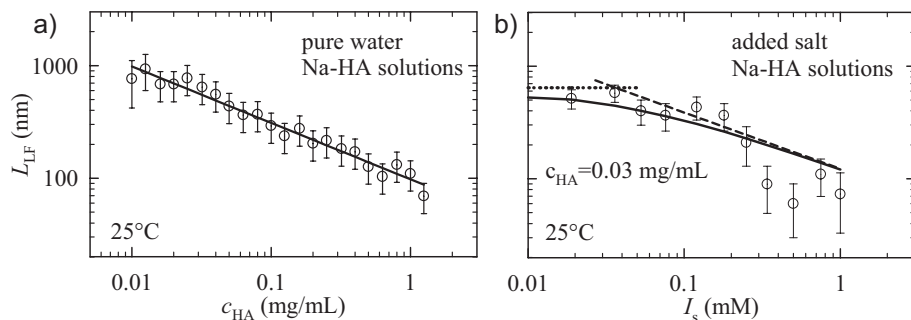 a)
pure water
Na-HA solutions
1000
100
L_LF (nm)
25°C
0.01
0.1
1
c_HA (mg/mL)
b)
added salt
Na-HA solutions
c_HA=0.03 mg/mL
25°C
0.01
0.1
1
I_s (mM)